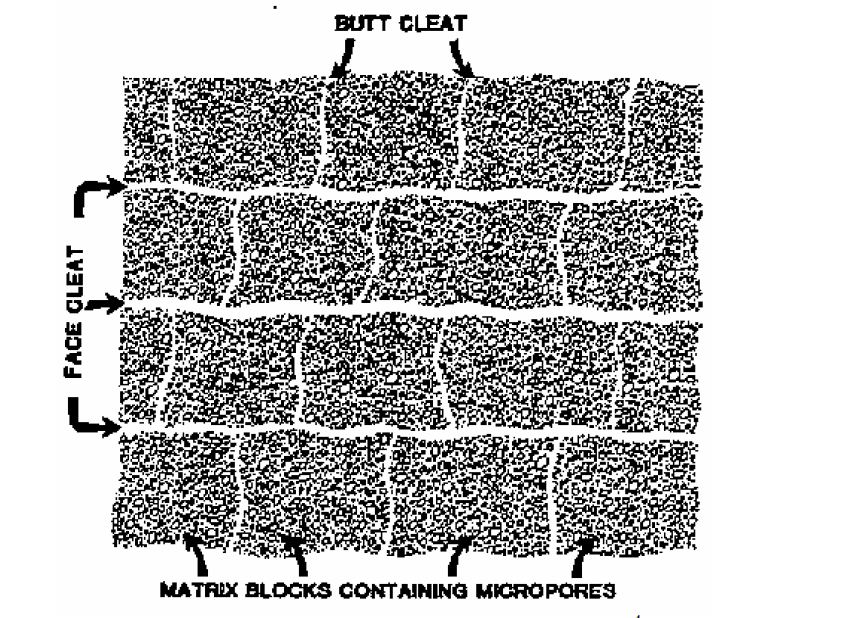 BUTT CLEAT
FACE CLEAT
MATRIX BLOCKS CONTAINING MICROPORES